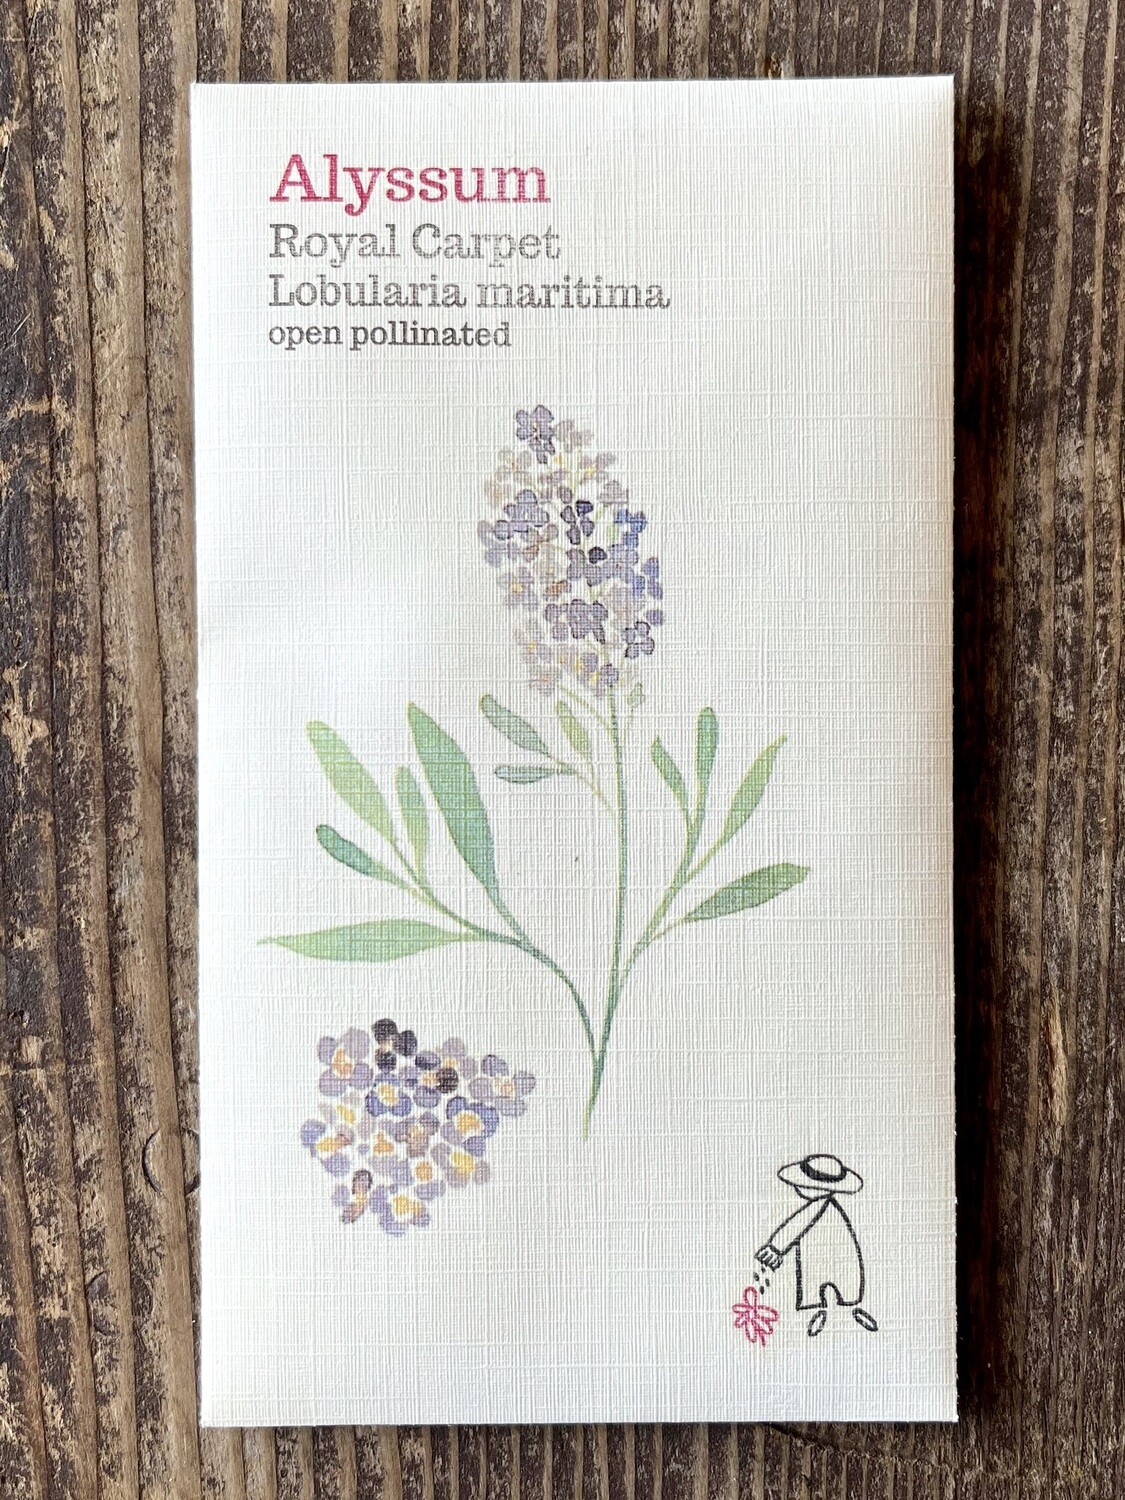 Alyssum
Royal Carpet
Lobularia maritima
open pollinated